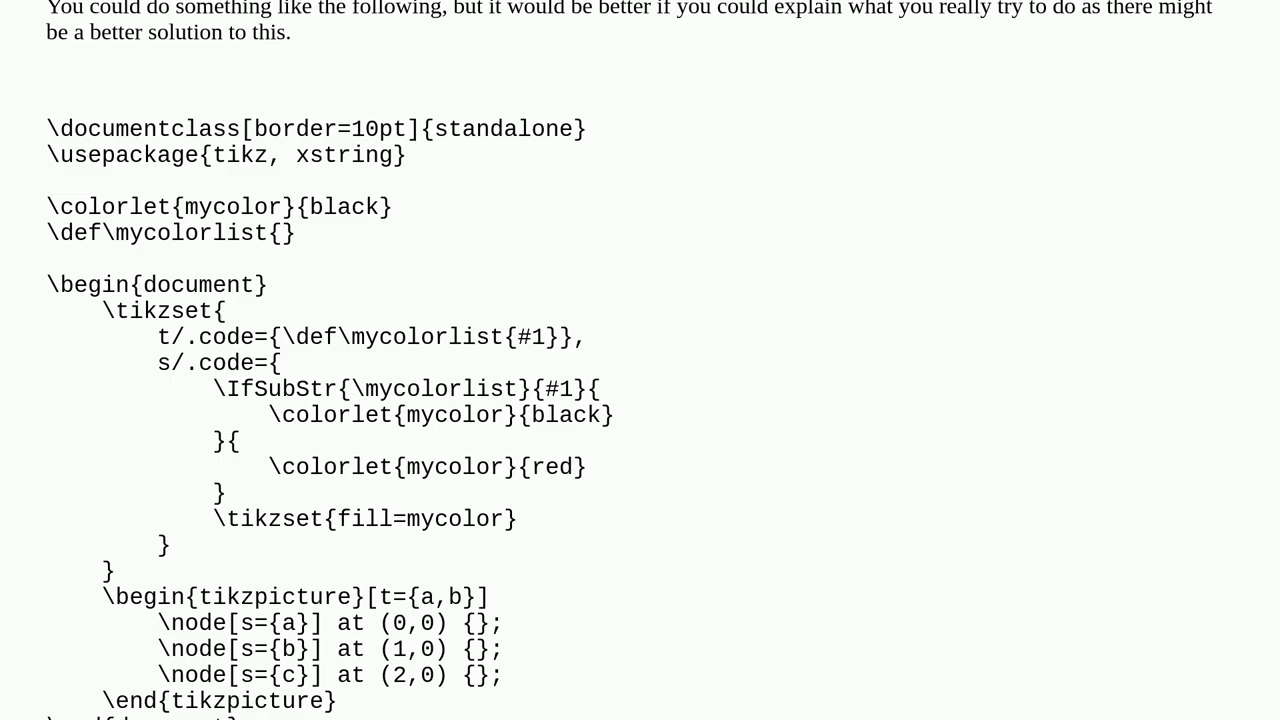 You could do something like the following, but it would be better if you could explain what you really try to do as there might
be a better solution to this.
\documentclass[border=10pt]{standalone}
\usepackage{tikz, xstring}
\colorlet{mycolor}{black}
\def\mycolorlist{}
\begin{document}
    \tikzset{
        t/.code={\def\mycolorlist{#1}},
        s/.code={
            \IfSubStr{\mycolorlist}{#1}{
                \colorlet{mycolor}{black}
            }{
                \colorlet{mycolor}{red}
            }
            \tikzset{fill=mycolor}
        }
    }
    \begin{tikzpicture}[t={a,b}]
        \node[s={a}] at (0,0) {};
        \node[s={b}] at (1,0) {};
        \node[s={c}] at (2,0) {};
    \end{tikzpicture}